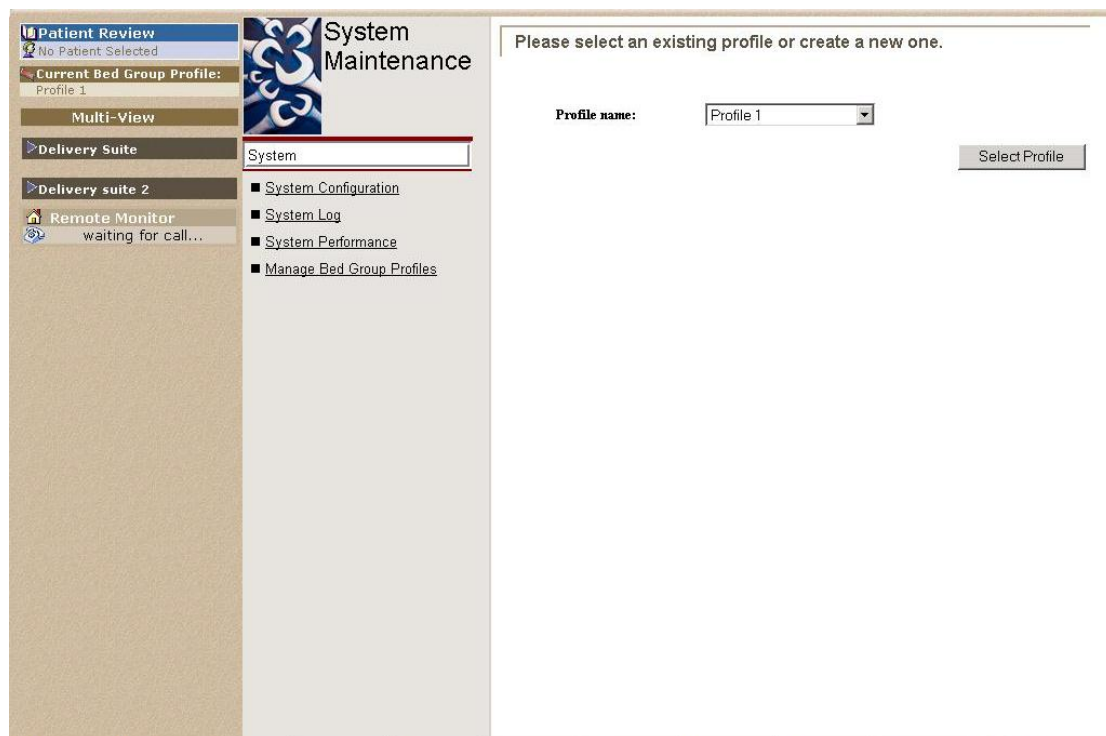 Patient Review
No Patient Selected
Current Bed Group Profile:
Profile 1
Multi-View
Delivery Suite
Delivery suite 2
Remote Monitor
waiting for call...
System
Maintenance
System
System Configuration
System Log
System Performance
Manage Bed Group Profiles
Please select an existing profile or create a new one.
Profile name: Profile 1
Select Profile